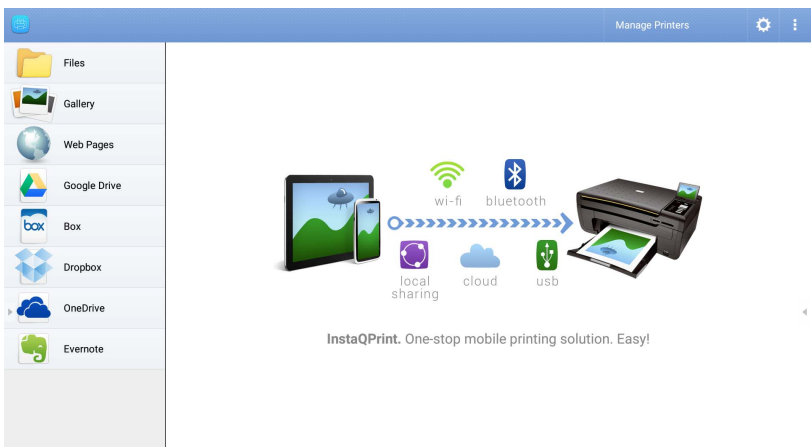 Manage Printers
Files
Gallery
Web Pages
Google Drive
box
Box
Dropbox
OneDrive
Evernote
wi-fi
bluetooth
local
sharing
cloud
usb
InstaQPrint. One-stop mobile printing solution. Easy!